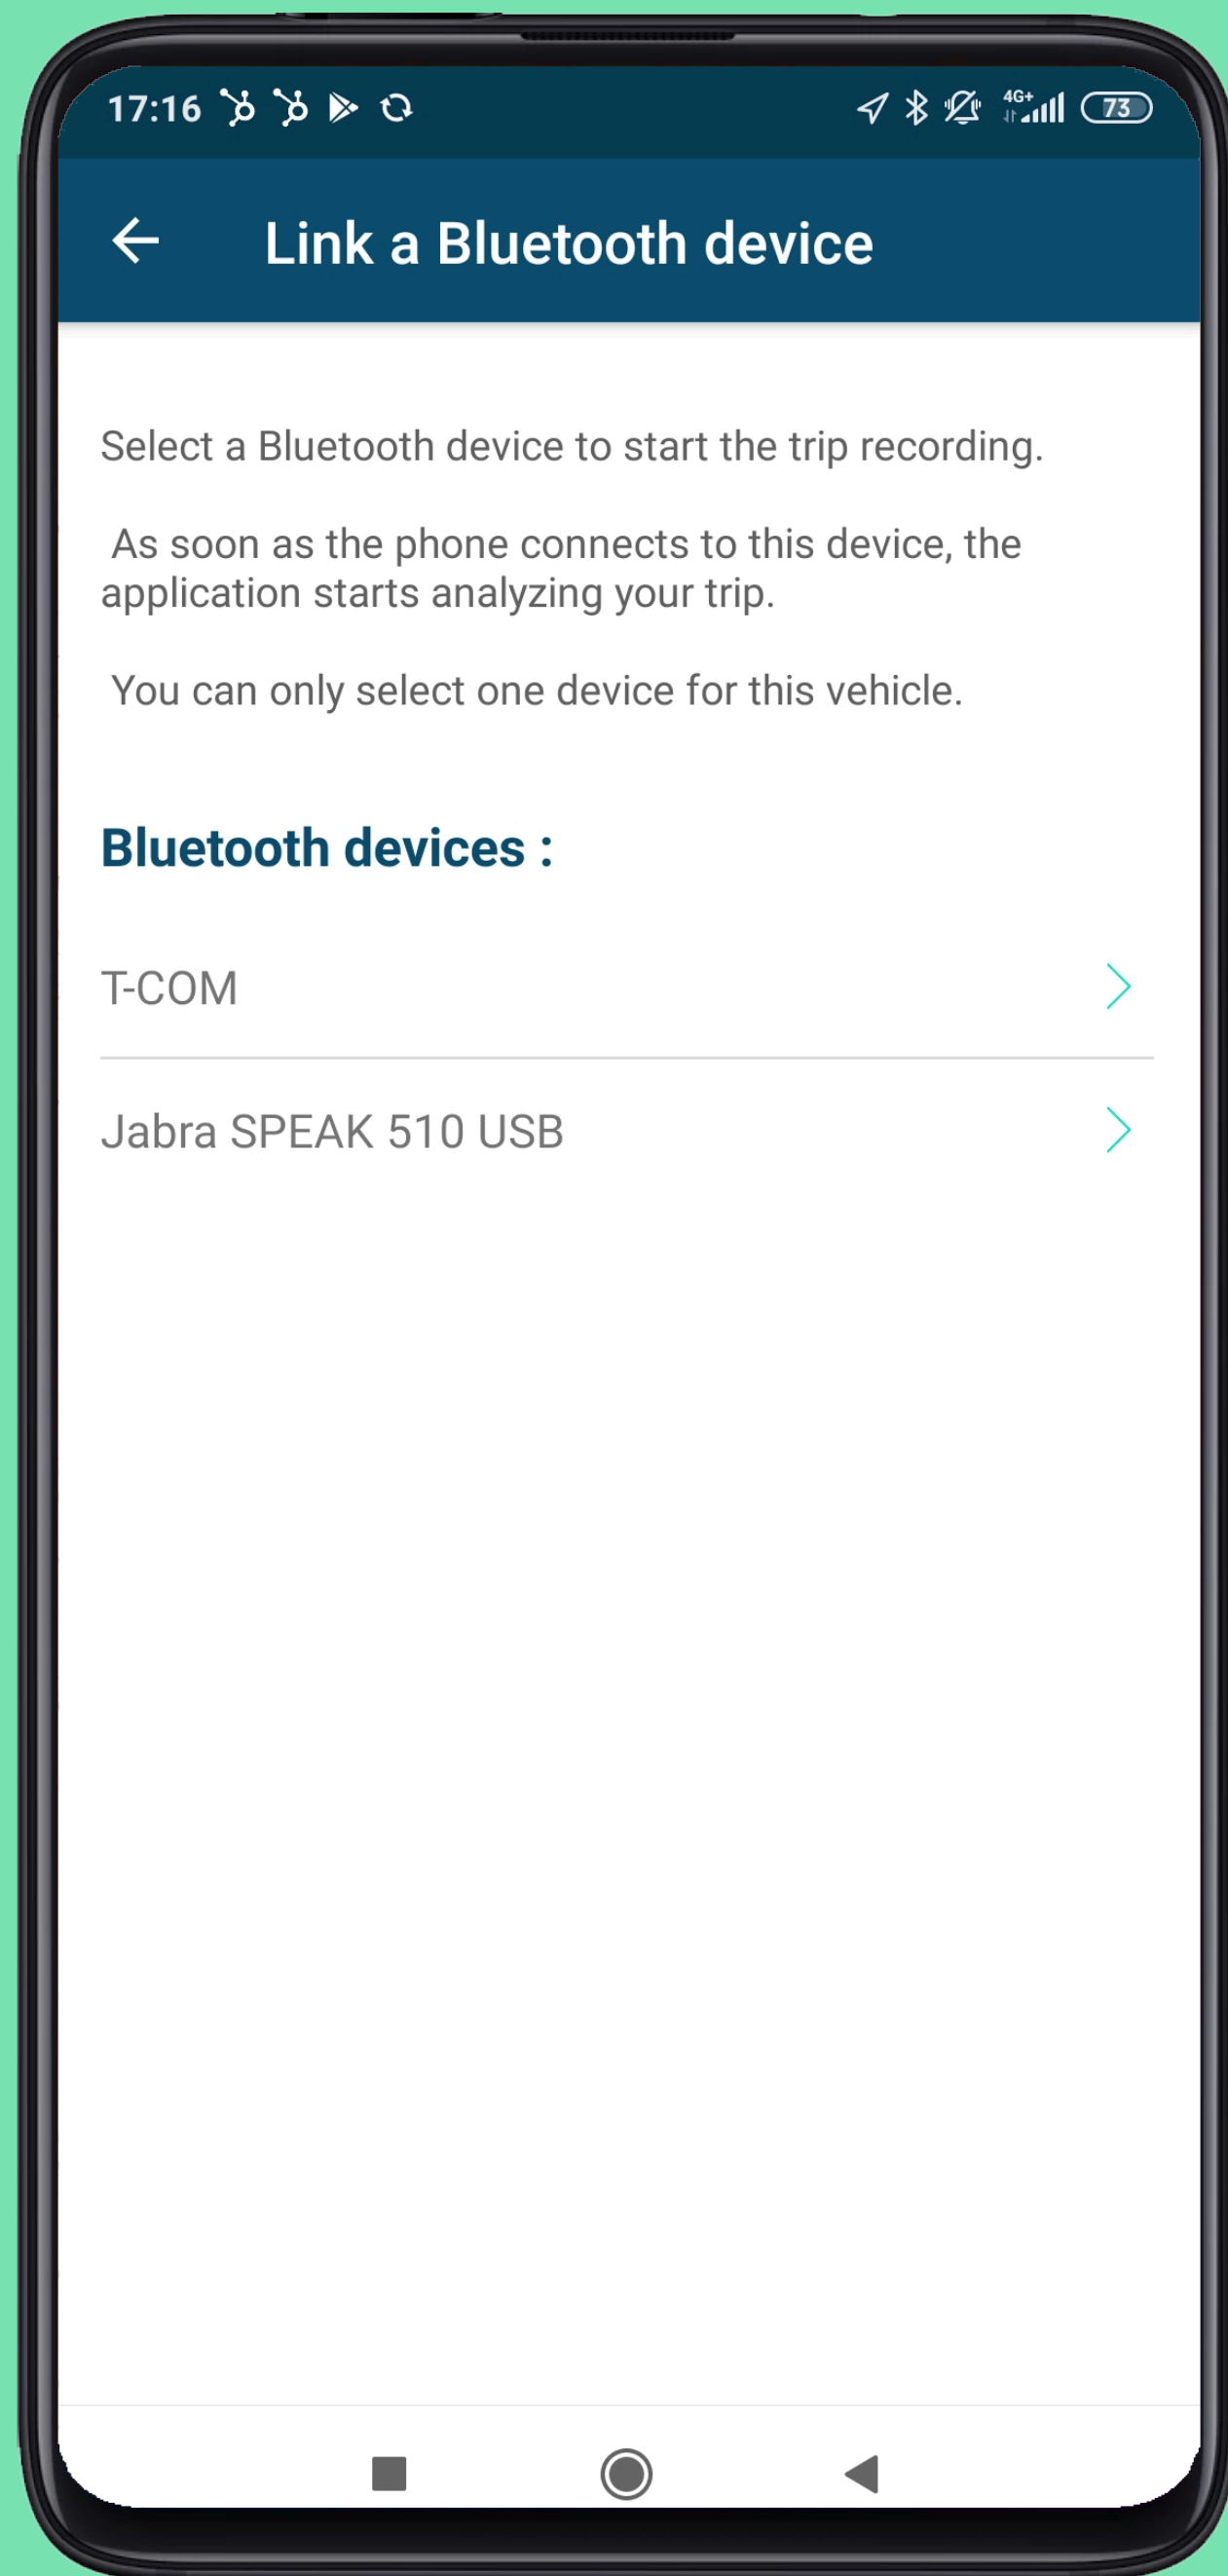 17:16
4G+
73
Link a Bluetooth device
Select a Bluetooth device to start the trip recording.
As soon as the phone connects to this device, the
application starts analyzing your trip.
You can only select one device for this vehicle.
Bluetooth devices :
T-COM
Jabra SPEAK 510 USB